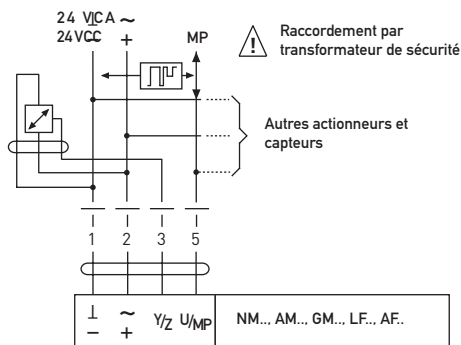 24 VCA ~
24VCC +
MP
Raccordement par
transformateur de sécurité
Autres actionneurs et
capteurs
1 2 3 5
⊥ ~ Y/Z U/MP
− +
NM.., AM.., GM.., LF.., AF..